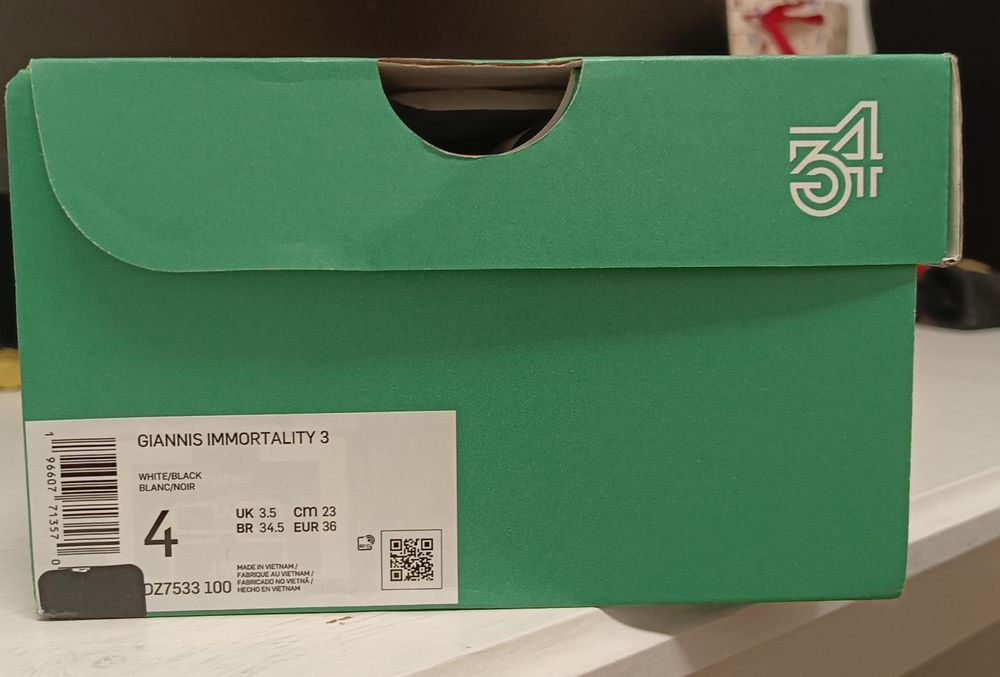 34
GIANNIS IMMORTALITY 3
WHITE/BLACK
BLANC/NOIR
4
UK 3.5 cm 23
BR 34.5 EUR 36
DZ7533 100
MADE IN VIETNAM /
FABRIQUE AU VIETNAM /
FABRICADO NO VIETNÃ /
HECHO EN VIETNAM
RFID
1 96607 71357 0